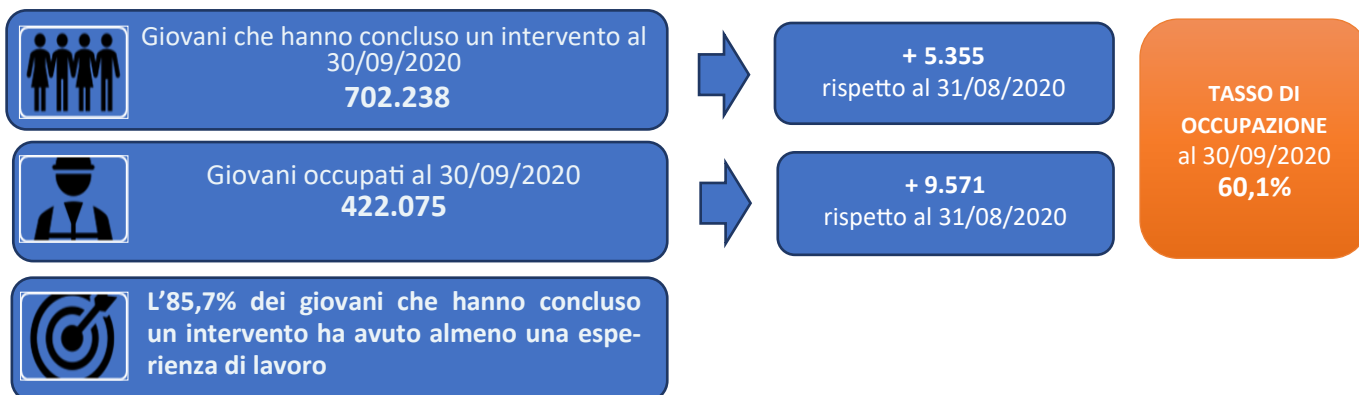 Giovani che hanno concluso un intervento al
30/09/2020
702.238
+ 5.355
rispetto al 31/08/2020
TASSO DI
OCCUPAZIONE
al 30/09/2020
60,1%
Giovani occupati al 30/09/2020
422.075
+ 9.571
rispetto al 31/08/2020
L’85,7% dei giovani che hanno concluso
un intervento ha avuto almeno una espe-
rienza di lavoro